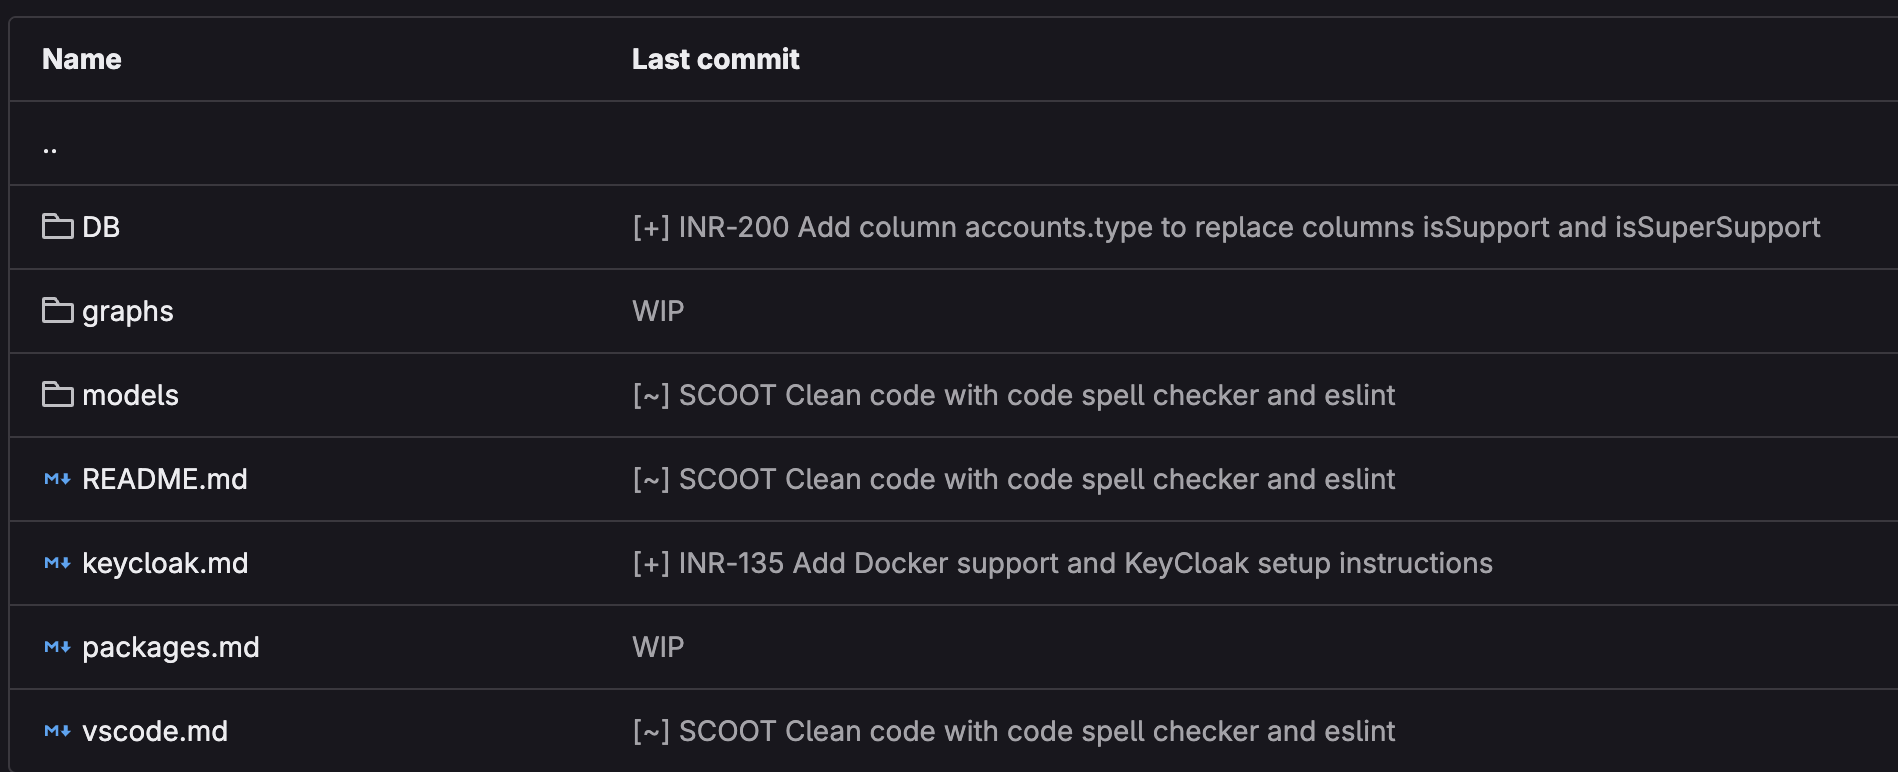 Name Last commit
..
DB [+] INR-200 Add column accounts.type to replace columns isSupport and isSuperSupport
graphs WIP
models [~] SCOOT Clean code with code spell checker and eslint
README.md [~] SCOOT Clean code with code spell checker and eslint
keycloak.md [+] INR-135 Add Docker support and KeyCloak setup instructions
packages.md WIP
vscode.md [~] SCOOT Clean code with code spell checker and eslint